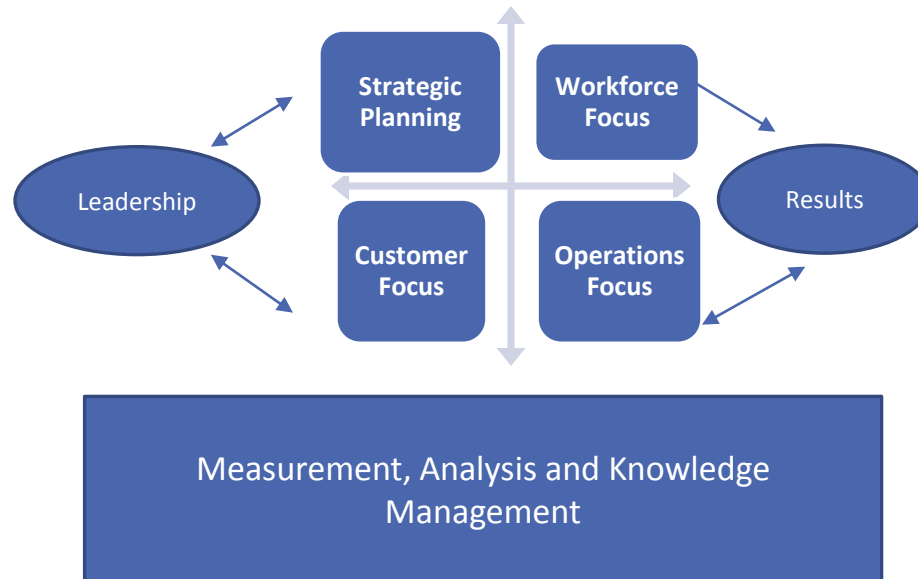 Strategic
Planning
Workforce
Focus
Leadership
Results
Customer
Focus
Operations
Focus
Measurement, Analysis and Knowledge
Management